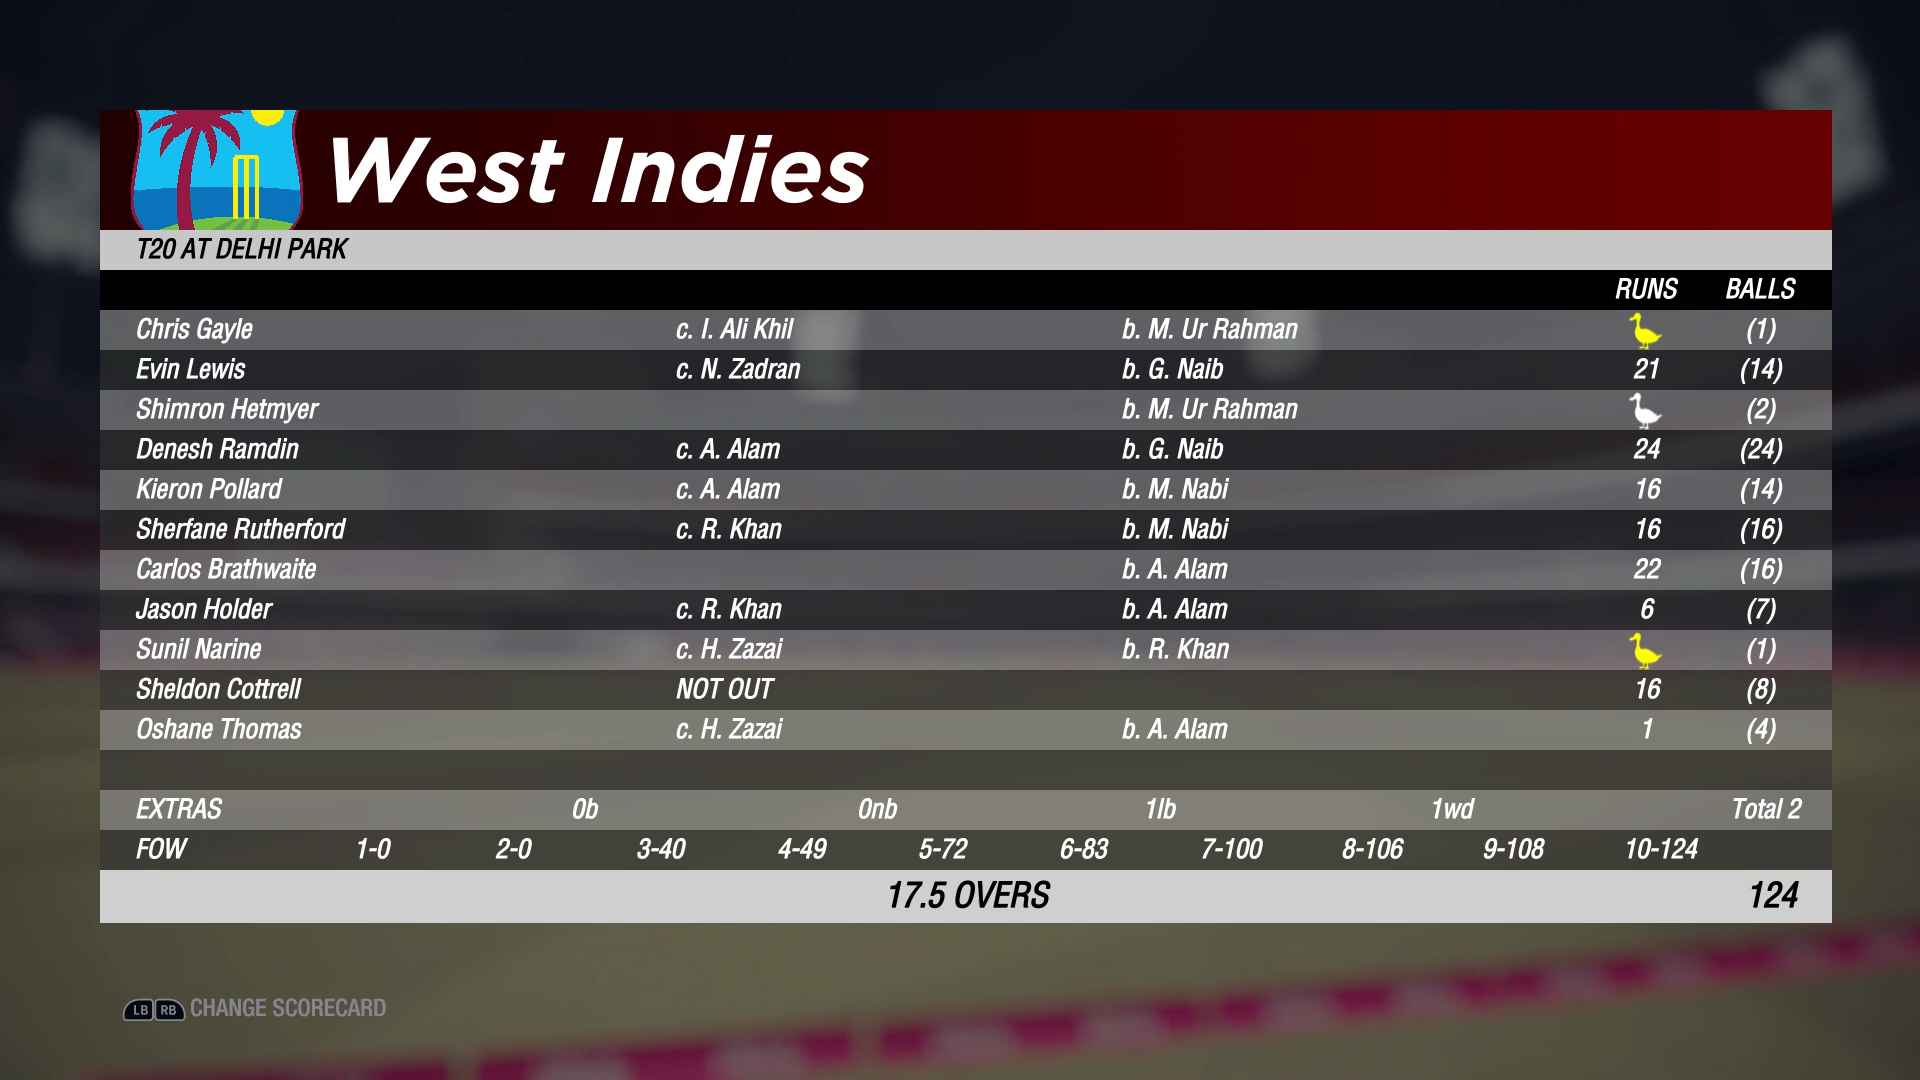 West Indies
T20 AT DELHI PARK
RUNS BALLS
Chris Gayle c. I. Ali Khil b. M. Ur Rahman (1)
Evin Lewis c. N. Zadran b. G. Naib 21 (14)
Shimron Hetmyer b. M. Ur Rahman (2)
Denesh Ramdin c. A. Alam b. G. Naib 24 (24)
Kieron Pollard c. A. Alam b. M. Nabi 16 (14)
Sherfane Rutherford c. R. Khan b. M. Nabi 16 (16)
Carlos Brathwaite b. A. Alam 22 (16)
Jason Holder c. R. Khan b. A. Alam 6 (7)
Sunil Narine c. H. Zazai b. R. Khan (1)
Sheldon Cottrell NOT OUT 16 (8)
Oshane Thomas c. H. Zazai b. A. Alam 1 (4)
EXTRAS 0b 0nb 1lb 1wd Total 2
FOW 1-0 2-0 3-40 4-49 5-72 6-83 7-100 8-106 9-108 10-124
17.5 OVERS 124
LB RB CHANGE SCORECARD